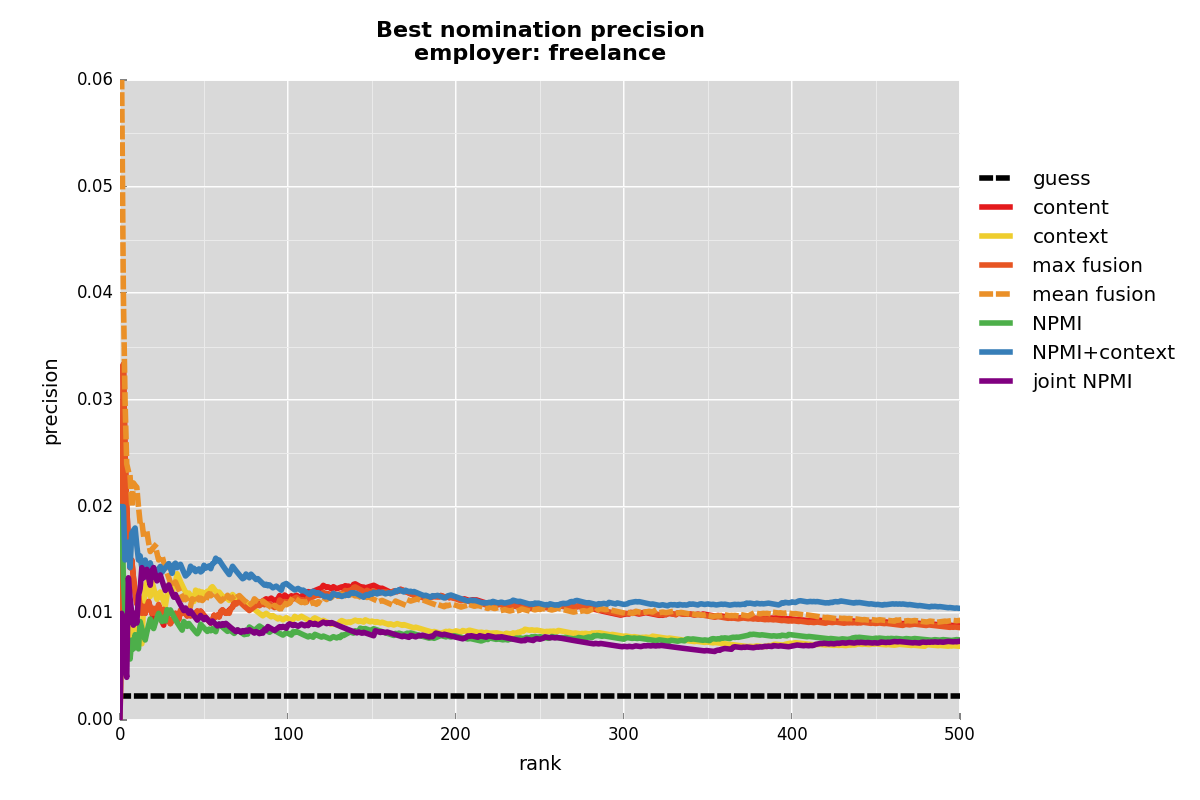 Best nomination precision
employer: freelance
precision
0.06
0.05
0.04
0.03
0.02
0.01
0.00
0
100
200
300
400
500
rank
guess
content
context
max fusion
mean fusion
NPMI
NPMI+context
joint NPMI